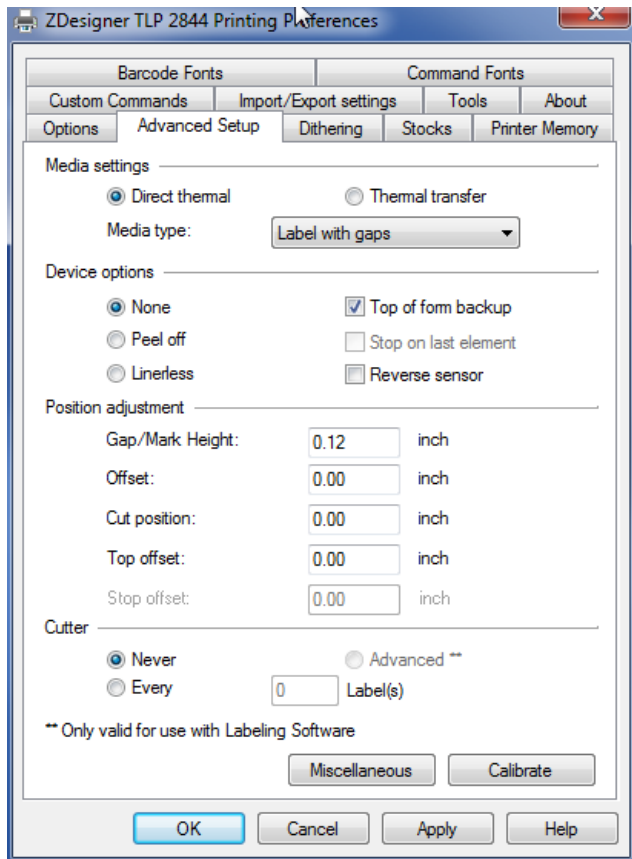 ZDesigner TLP 2844 Printing Preferences
Barcode Fonts Command Fonts
Custom Commands Import/Export settings Tools About
Options Advanced Setup Dithering Stocks Printer Memory
Media settings
Direct thermal Thermal transfer
Media type: Label with gaps
Device options
None Top of form backup
Peel off Stop on last element
Linerless Reverse sensor
Position adjustment
Gap/Mark Height: 0.12 inch
Offset: 0.00 inch
Cut position: 0.00 inch
Top offset: 0.00 inch
Stop offset: 0.00 inch
Cutter
Never Advanced **
Every 0 Label(s)
** Only valid for use with Labeling Software
Miscellaneous Calibrate
OK Cancel Apply Help